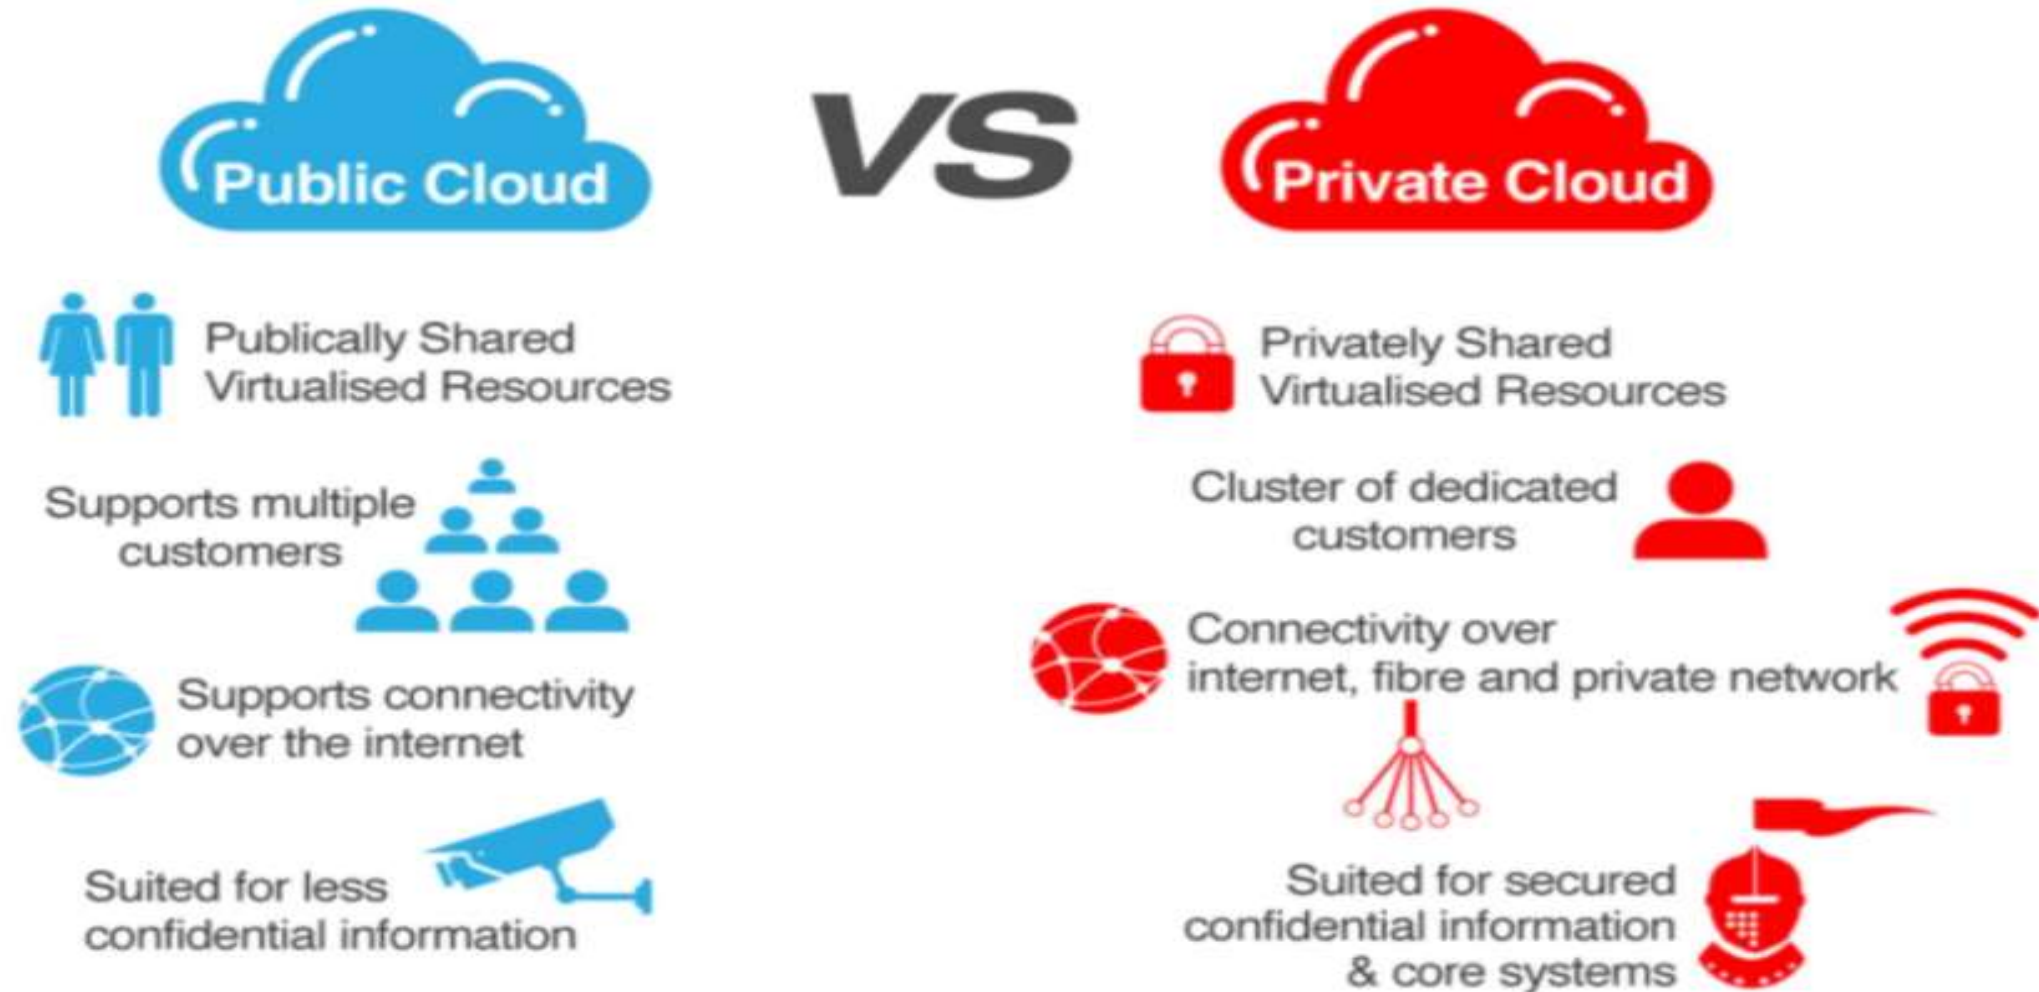 Public Cloud
VS
Private Cloud
Publically Shared
Virtualised Resources
Supports multiple
customers
Supports connectivity
over the internet
Suited for less
confidential information
Privately Shared
Virtualised Resources
Cluster of dedicated
customers
Connectivity over
internet, fibre and private network
Suited for secured
confidential information
& core systems